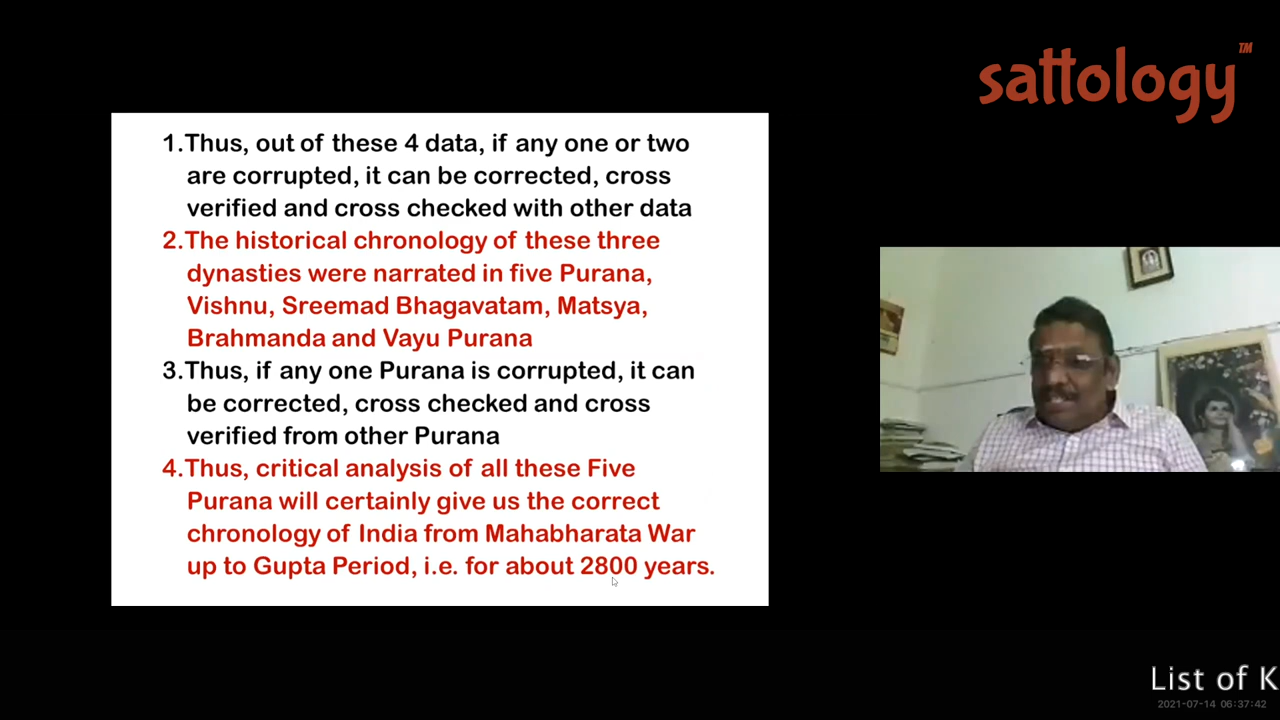 sattology™
1.Thus, out of these 4 data, if any one or two
are corrupted, it can be corrected, cross
verified and cross checked with other data
2.The historical chronology of these three
dynasties were narrated in five Purana,
Vishnu, Sreemad Bhagavatam, Matsya,
Brahmanda and Vayu Purana
3.Thus, if any one Purana is corrupted, it can
be corrected, cross checked and cross
verified from other Purana
4.Thus, critical analysis of all these Five
Purana will certainly give us the correct
chronology of India from Mahabharata War
up to Gupta Period, i.e. for about 2800 years.
List of K
2021-07-14 06:37:42